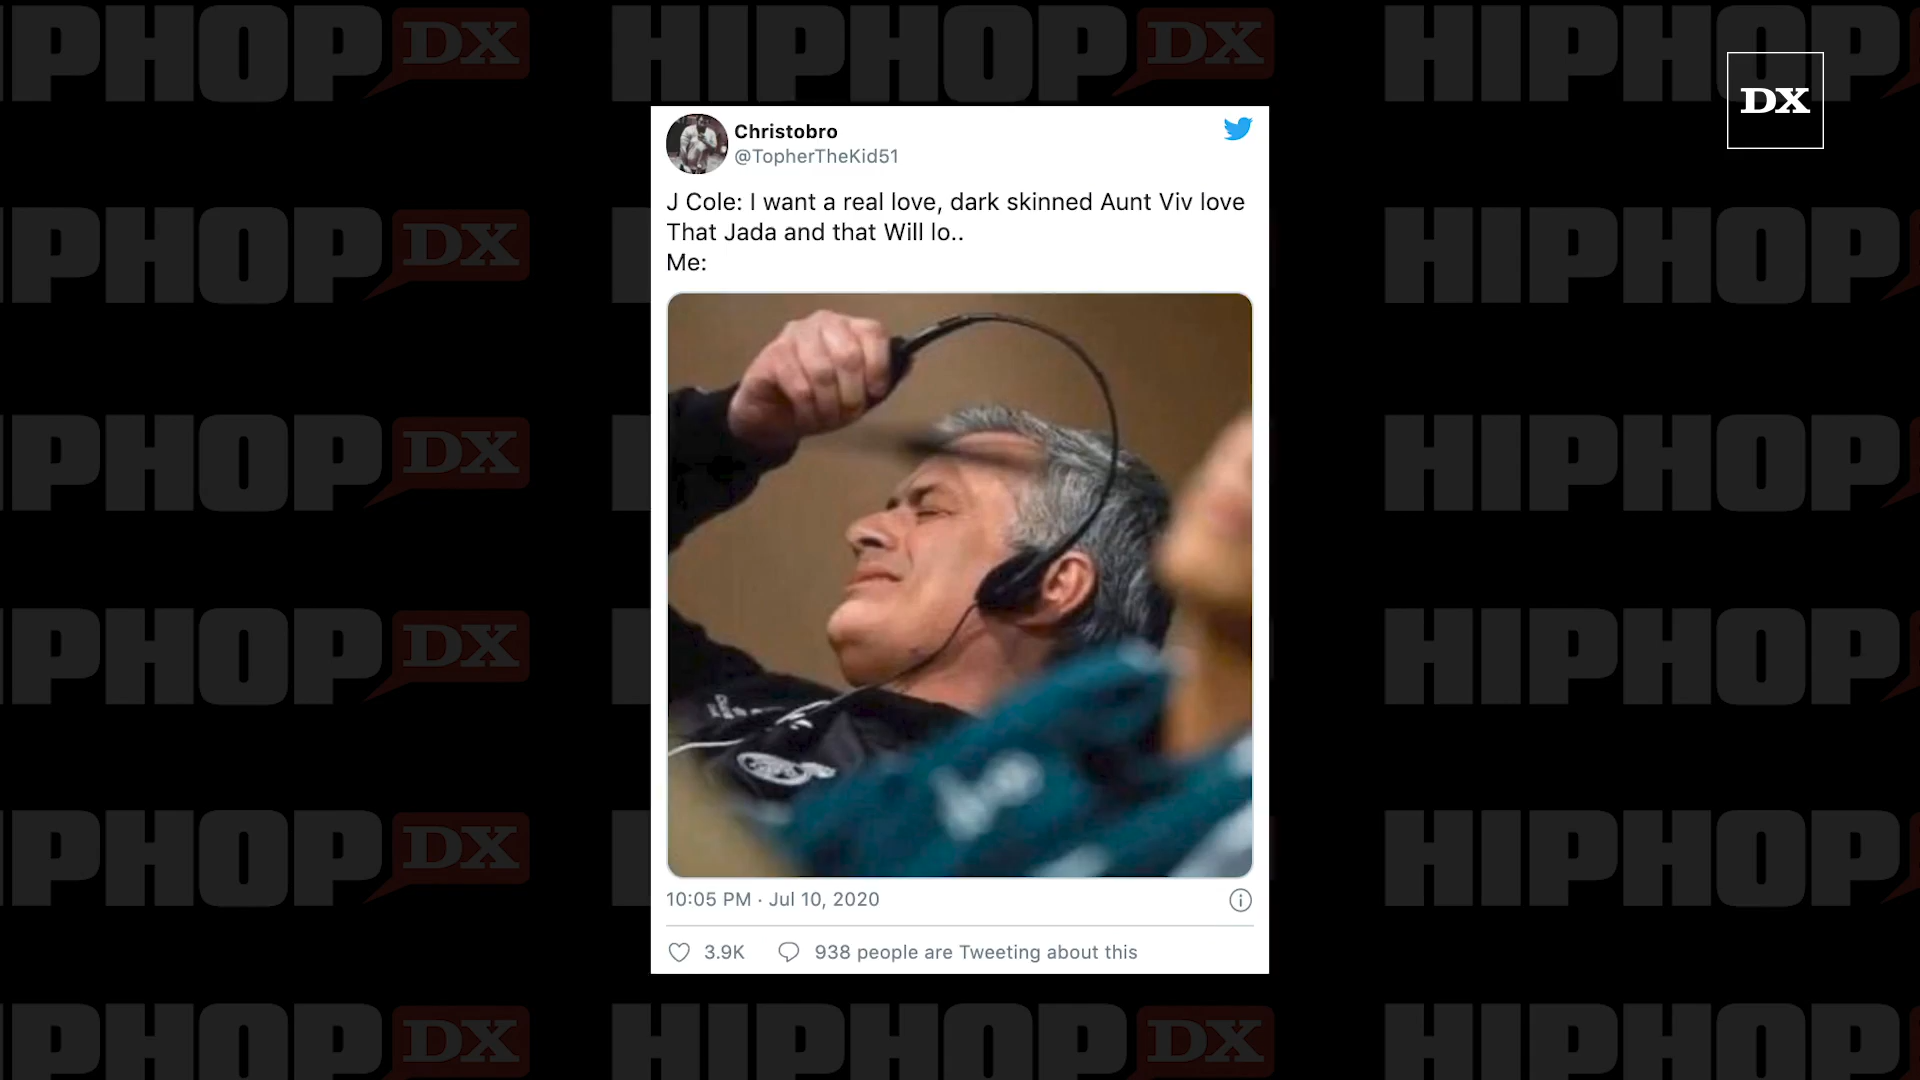 HIPHOP DX
DX
Christobro
@TopherTheKid51
J Cole: I want a real love, dark skinned Aunt Viv love
That Jada and that Will lo..
Me:
10:05 PM · Jul 10, 2020
3.9K
938 people are Tweeting about this